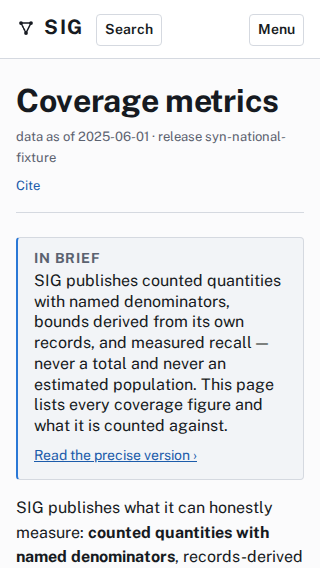 SIG Search Menu
Coverage metrics
data as of 2025-06-01 · release syn-national-
fixture
Cite
IN BRIEF
SIG publishes counted quantities
with named denominators,
bounds derived from its own
records, and measured recall —
never a total and never an
estimated population. This page
lists every coverage figure and
what it is counted against.
Read the precise version ›
SIG publishes what it can honestly
measure: counted quantities with
named denominators, records-derived